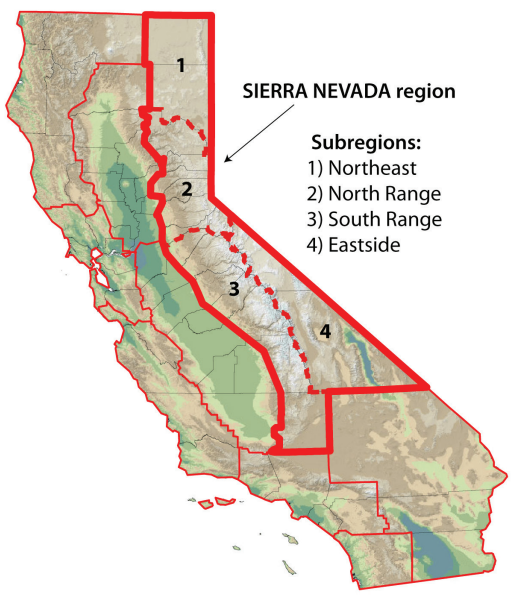 1
SIERRA NEVADA region
Subregions:
1) Northeast
2) North Range
3) South Range
4) Eastside
2
3
4